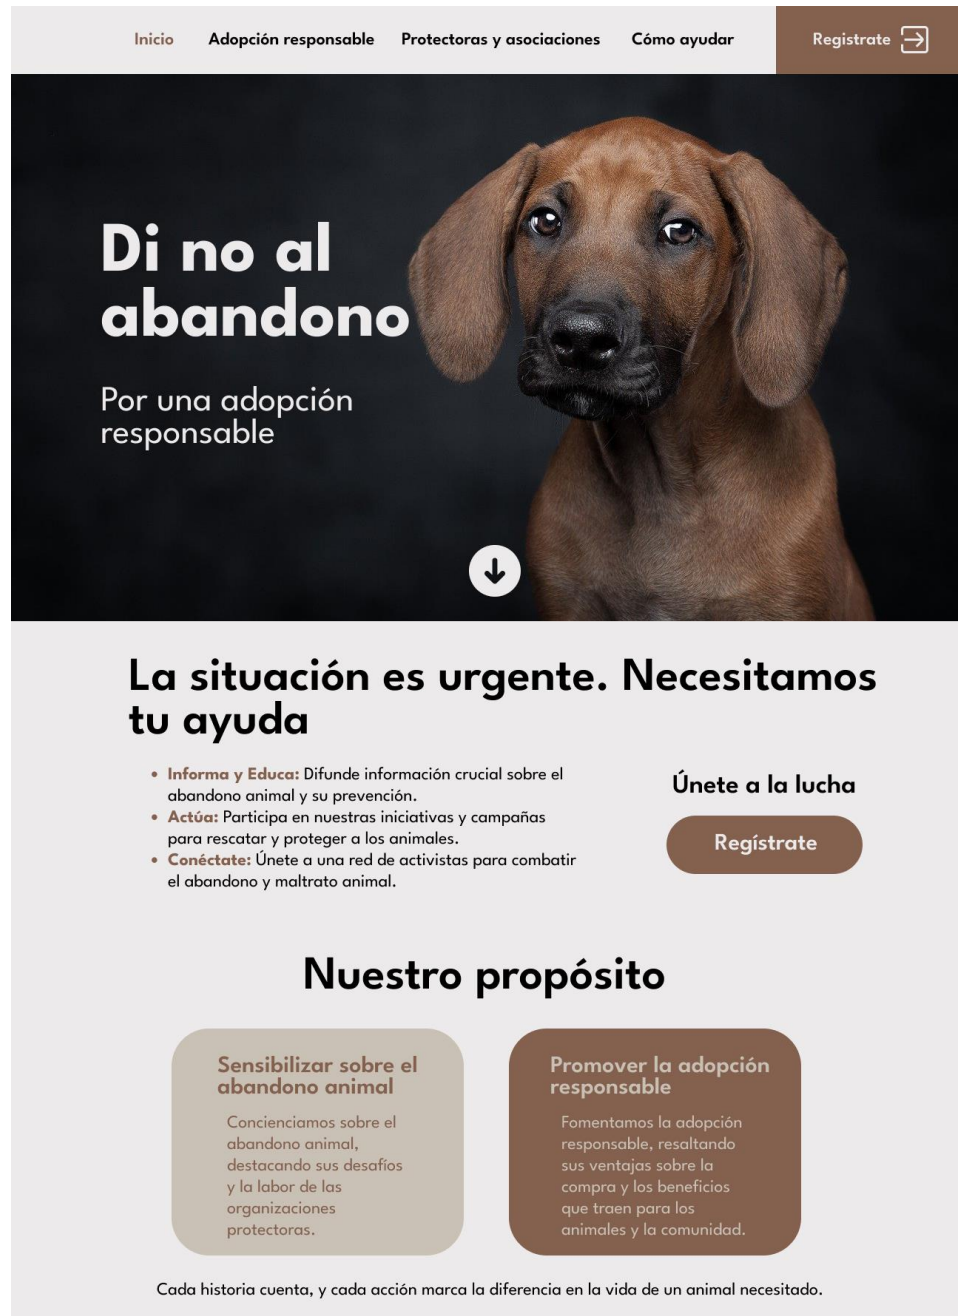 Inicio Adopción responsable Protectoras y asociaciones Cómo ayudar Registrate
Di no al
abandono
Por una adopción
responsable
La situación es urgente. Necesitamos
tu ayuda
• Informa y Educa: Difunde información crucial sobre el
abandono animal y su prevención.
• Actúa: Participa en nuestras iniciativas y campañas
para rescatar y proteger a los animales.
• Conéctate: Únete a una red de activistas para combatir
el abandono y maltrato animal.
Únete a la lucha
Regístrate
Nuestro propósito
Sensibilizar sobre el
abandono animal
Concienciamos sobre el
abandono animal,
destacando sus desafíos
y la labor de las
organizaciones
protectoras.
Promover la adopción
responsable
Fomentamos la adopción
responsable, resaltando
sus ventajas sobre la
compra y los beneficios
que traen para los
animales y la comunidad.
Cada historia cuenta, y cada acción marca la diferencia en la vida de un animal necesitado.